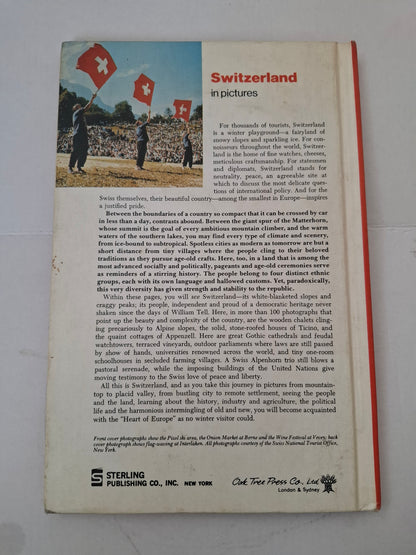 Switzerland
in pictures
For thousands of tourists, Switzerland
is a winter playground—a fairyland of
snowy slopes and sparkling ice. For con-
noisseurs throughout the world, Switzer-
land is the home of fine watches, cheeses,
meticulous craftmanship. For statesmen
and diplomats, Switzerland stands for
neutrality, peace, an agreeable site at
which to discuss the most delicate ques-
tions of international policy. And for the
Swiss themselves, their beautiful country—among the smallest in Europe—inspires
a justified pride.
Between the boundaries of a country so compact that it can be crossed by car
in less than a day, contrasts abound. Between the giant spur of the Matterhorn,
whose summit is the goal of every ambitious mountain climber, and the warm
waters of the southern lakes, you may find every type of climate and scenery,
from ice-bound to subtropical. Spotless cities as modern as tomorrow are but a
short distance from tiny villages where the people cling to their beloved
traditions as they pursue age-old crafts. Here, too, in a land that is among the
most advanced socially and politically, pageants and age-old ceremonies serve
as reminders of a stirring history. The people belong to four distinct ethnic
groups, each with its own language and hallowed customs. Yet, paradoxically,
this very diversity has given strength and stability to the republic.
Within these pages, you will see Switzerland—its white-blanketed slopes and
craggy peaks; its people, independent and proud of a democratic heritage never
shaken since the days of William Tell. Here, in more than 100 photographs that
point up the beauty and complexity of the country, are the wooden chalets cling-
ing precariously to Alpine slopes, the solid, stone-roofed houses of Ticino, and
the quaint cottages of Appenzell. Here are great Gothic cathedrals and feudal
watchtowers, terraced vineyards, outdoor parliaments where laws are still passed
by show of hands, universities renowned across the world, and tiny one-room
schoolhouses in secluded farming villages. A Swiss Alpenhorn trio still blows a
pastoral serenade, while the imposing buildings of the United Nations give
moving testimony to the Swiss love of peace and liberty.
All this is Switzerland, and as you take this journey in pictures from mountain-
top to placid valley, from bustling city to remote settlement, seeing the people
and the land, learning about the history, industry and agriculture, the political
life and the harmonious intermingling of old and new, you will become acquainted
with the "Heart of Europe" as no winter visitor could.
Front cover photographs show the Pizol ski area, the Onion Market at Berne and the Wine Festival at Vevey; back
cover photograph shows flag-waving at Interlaken. All photographs courtesy of the Swiss National Tourist Office,
New York.
S STERLING
PUBLISHING CO., INC. NEW YORK
Oak Tree Press Co., Ltd.
London & Sydney